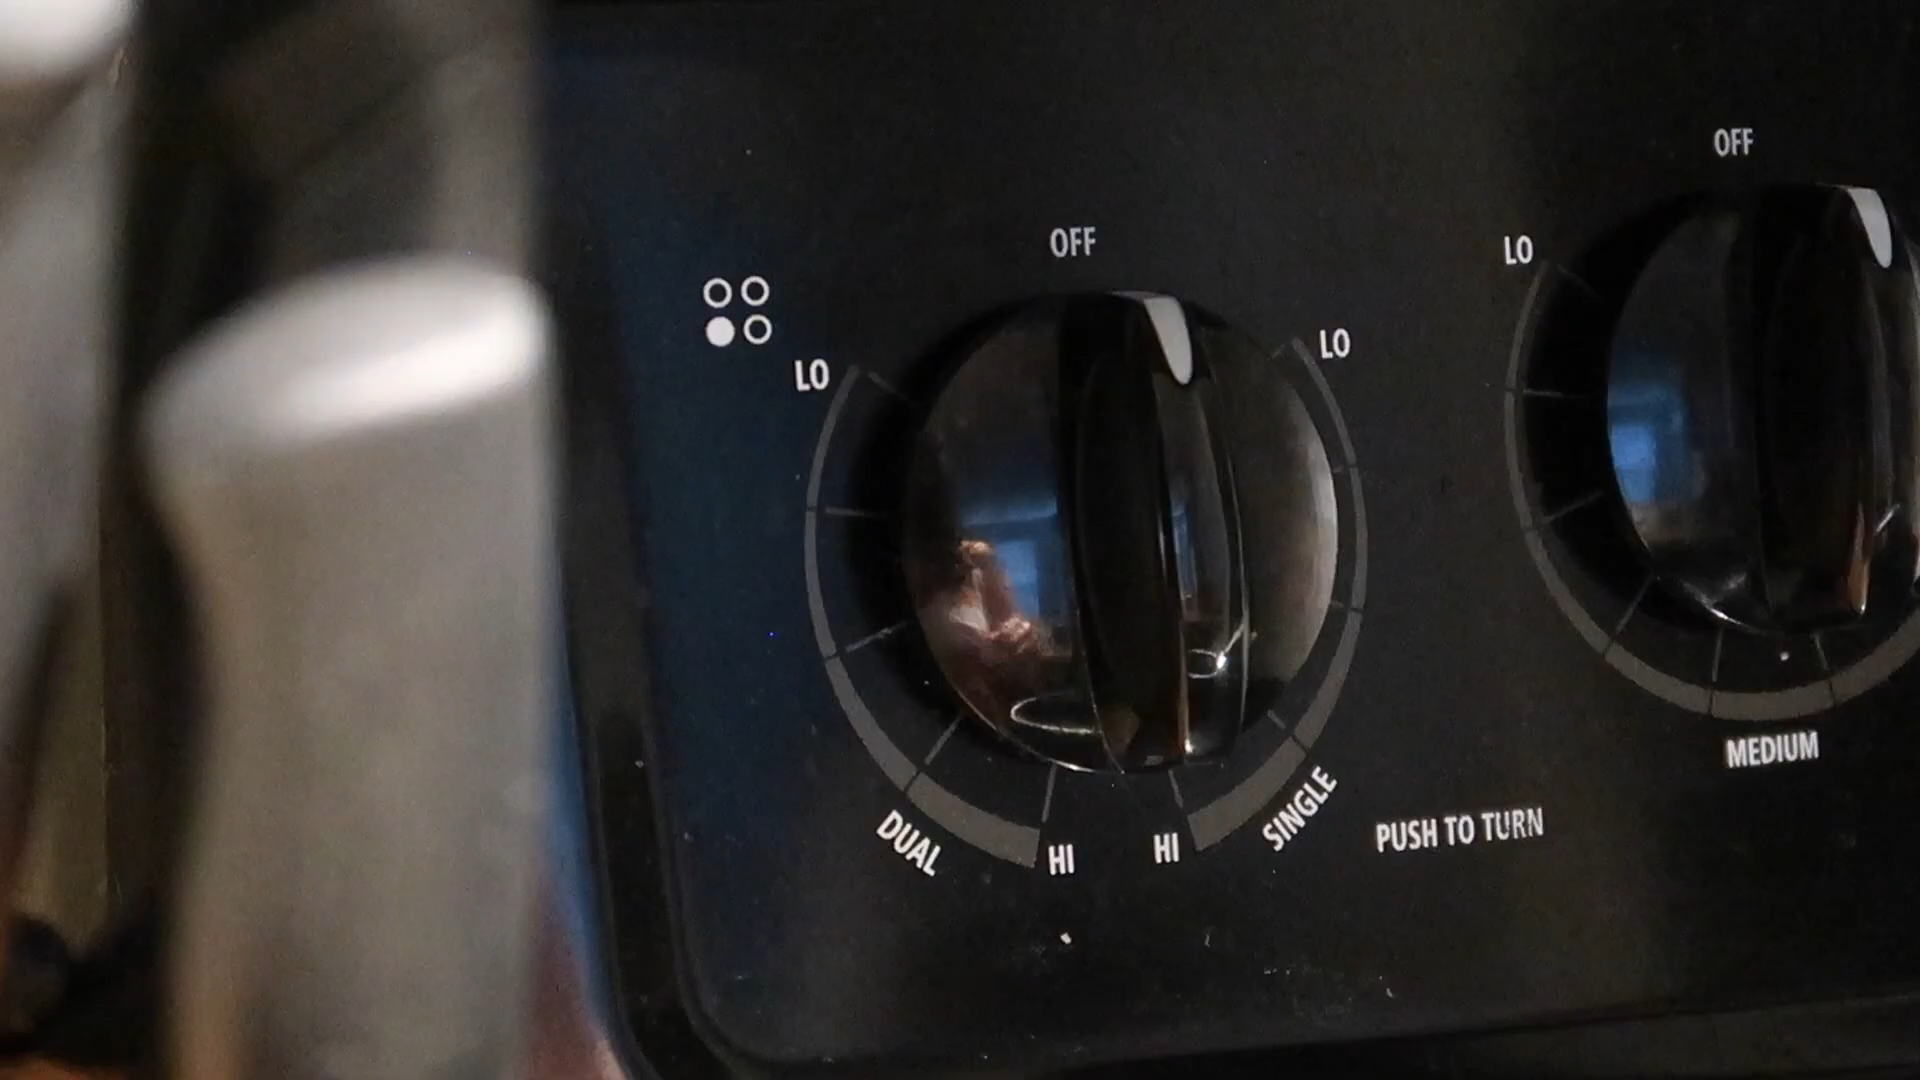 OFF
LO
LO
DUAL
HI
HI
SINGLE
PUSH TO TURN
OFF
LO
MEDIUM